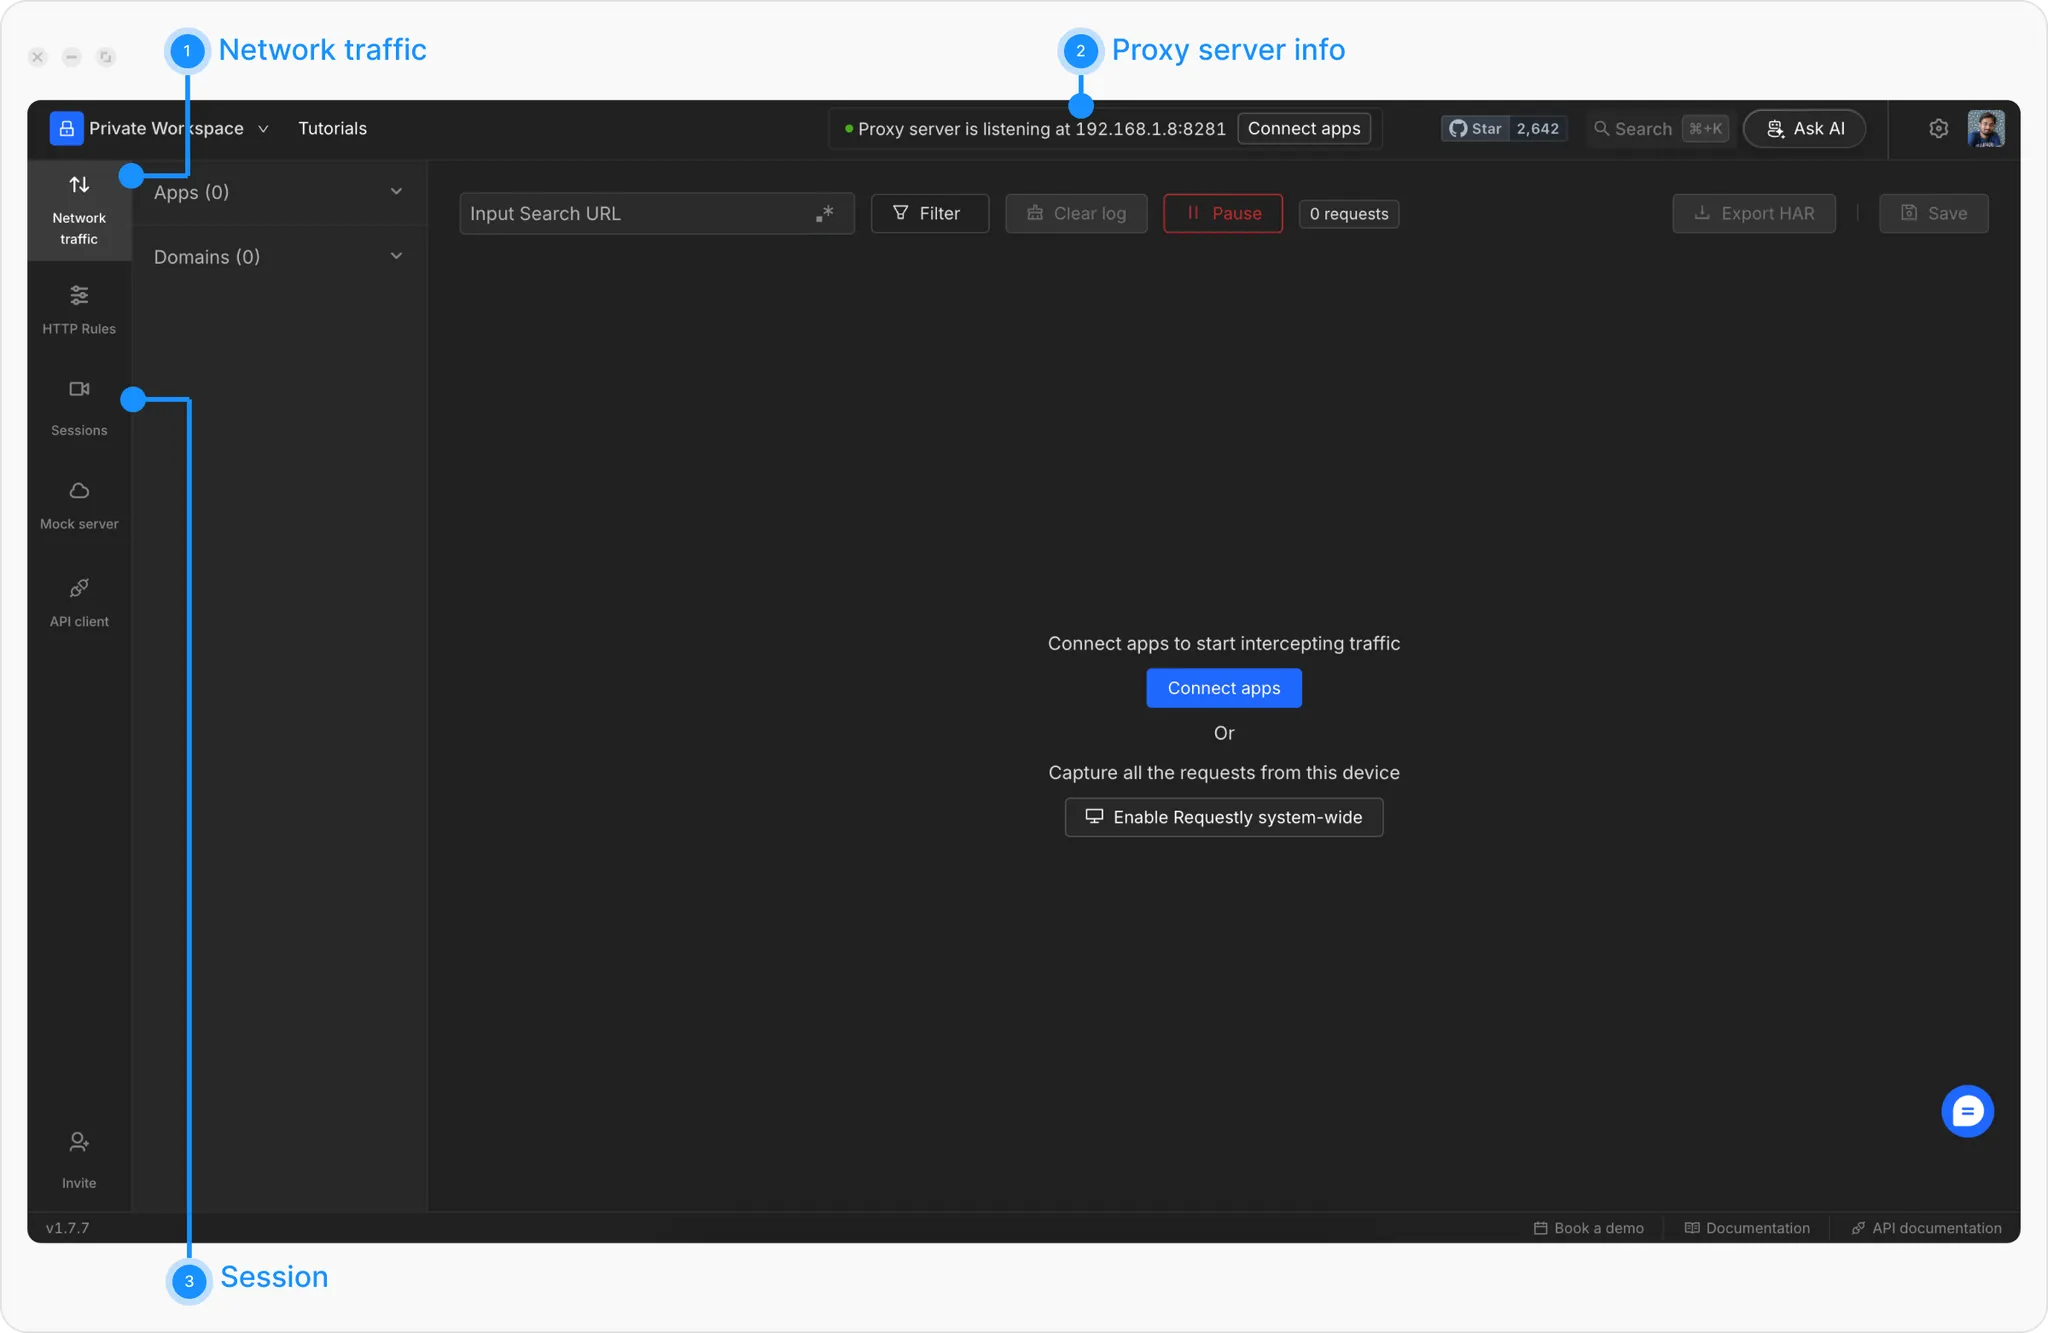 1 Network traffic
2 Proxy server info
Private Workspace
Tutorials
Proxy server is listening at 192.168.1.8:8281
Connect apps
Star 2,642
Search ⌘+K
Ask AI
Network
traffic
HTTP Rules
Sessions
Mock server
API client
Invite
Apps (0)
Domains (0)
Input Search URL
.*
Filter
Clear log
Pause
0 requests
Export HAR
Save
Connect apps to start intercepting traffic
Connect apps
Or
Capture all the requests from this device
Enable Requestly system-wide
v1.7.7
Book a demo
Documentation
API documentation
3 Session